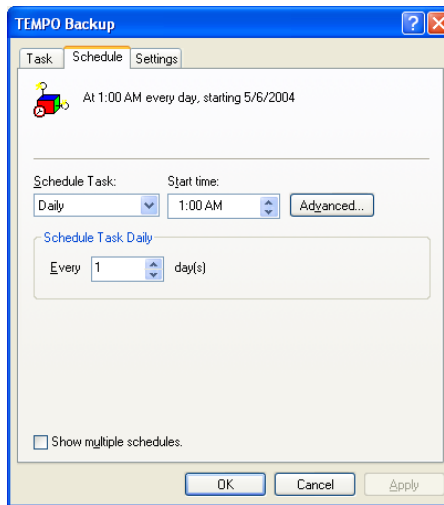 TEMPO Backup
Task Schedule Settings
At 1:00 AM every day, starting 5/6/2004
Schedule Task: Start time:
Daily 1:00 AM Advanced...
Schedule Task Daily
Every 1 day(s)
Show multiple schedules.
OK Cancel Apply